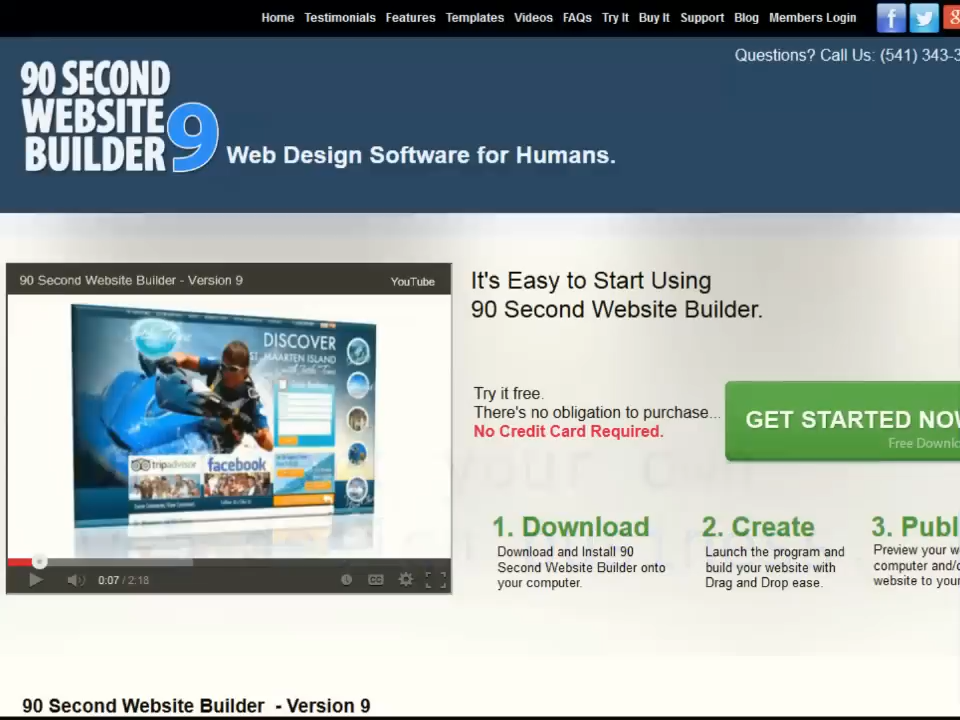 Home Testimonials Features Templates Videos FAQs Try It Buy It Support Blog Members Login
Questions? Call Us: (541) 343-3
90 SECOND
WEBSITE
BUILDER 9
Web Design Software for Humans.
90 Second Website Builder - Version 9 YouTube
DISCOVER
ST. MAARTEN ISLAND
tripadvisor facebook
0:07 / 2:18
It's Easy to Start Using
90 Second Website Builder.
Try it free.
There's no obligation to purchase...
No Credit Card Required.
GET STARTED NOW
Free Downlo
1. Download
Download and Install 90
Second Website Builder onto
your computer.
2. Create
Launch the program and
build your website with
Drag and Drop ease.
3. Publ
Preview your w
computer and/o
website to your
90 Second Website Builder - Version 9